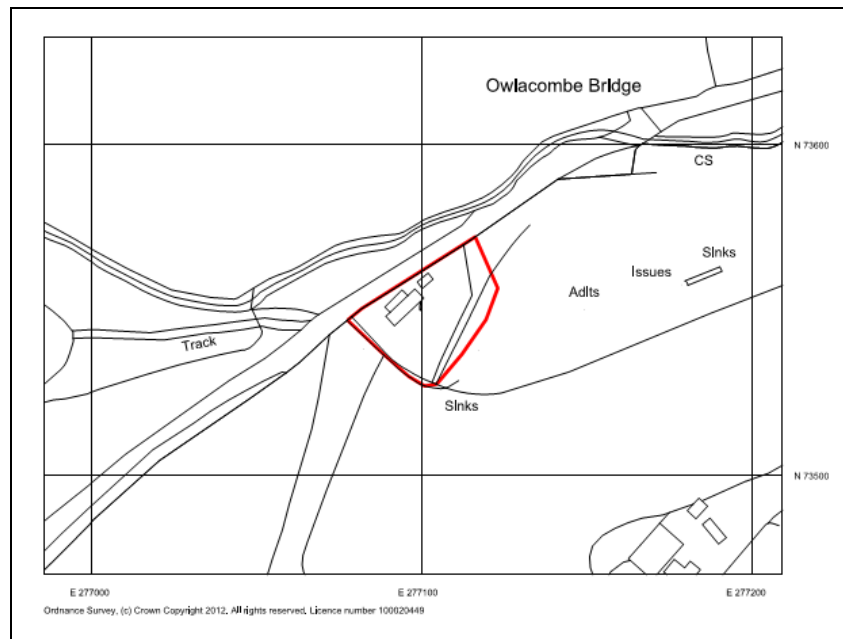 Owlacombe Bridge
N 73600
CS
Sinks
Issues
Adits
Track
Sinks
N 73500
E 277000
E 277100
E 277200
Ordnance Survey, (c) Crown Copyright 2012. All rights reserved. Licence number 100020449